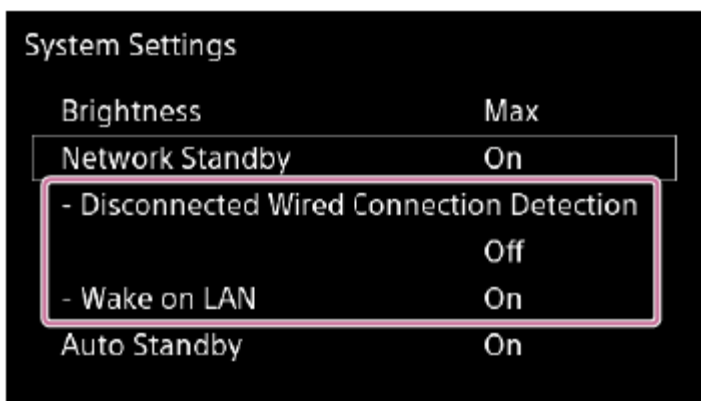 System Settings
Brightness Max
Network Standby On
- Disconnected Wired Connection Detection
Off
- Wake on LAN On
Auto Standby On